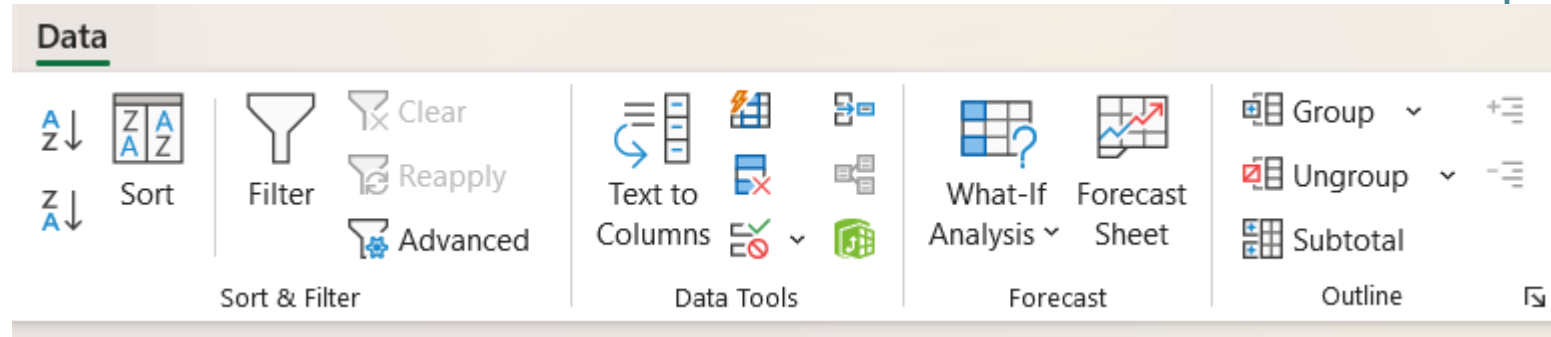 Data
Sort
Filter
Clear
Reapply
Advanced
Sort & Filter
Text to
Columns
Data Tools
What-If
Analysis
Forecast
Sheet
Forecast
Group
Ungroup
Subtotal
Outline